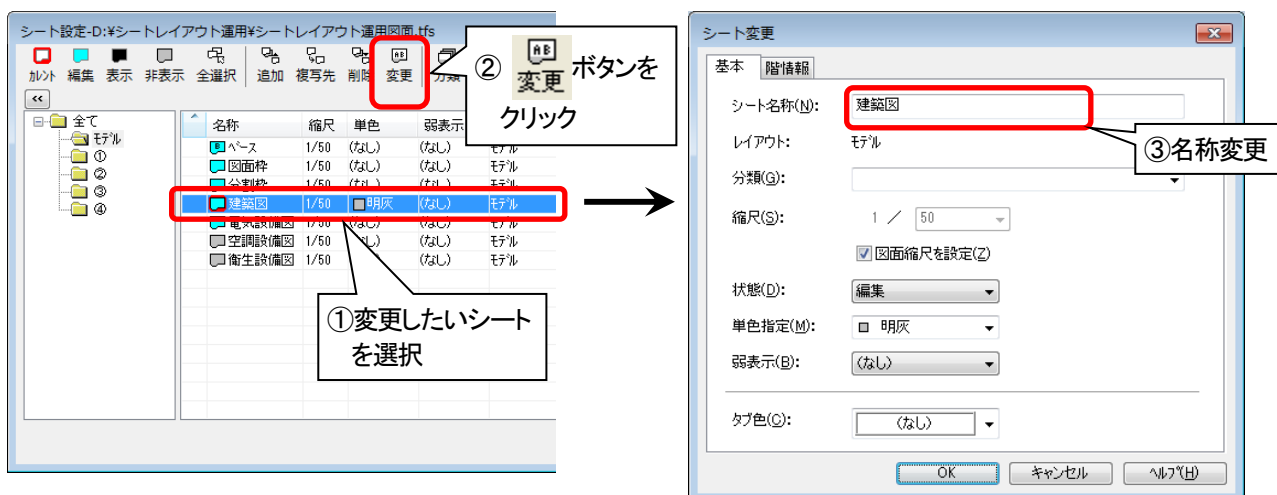 シート設定-D:¥シートレイアウト運用¥シートレイアウト運用図面.tfs
ｶﾚﾝﾄ 編集 表示 非表示 全選択 追加 複写先 削除 変更
② 変更 ボタンを
クリック
<<
全て
ﾓﾃﾞﾙ
①
②
③
④
名称 縮尺 単色 弱表示
ﾍﾞｰｽ 1/50 (なし) (なし) ﾓﾃﾞﾙ
図面枠 1/50 (なし) (なし) ﾓﾃﾞﾙ
分割枠 1/50 (なし) (なし) ﾓﾃﾞﾙ
建築図 1/50 明灰 (なし) ﾓﾃﾞﾙ
電気設備図 1/50 (なし) (なし) ﾓﾃﾞﾙ
空調設備図 1/50 (なし) (なし) ﾓﾃﾞﾙ
衛生設備図 1/50 (なし) ﾓﾃﾞﾙ
①変更したいシート
を選択
シート変更
基本 階情報
シート名称(N): 建築図
③名称変更
レイアウト: ﾓﾃﾞﾙ
分類(G):
縮尺(S): 1 ／ 50
図面縮尺を設定(Z)
状態(D): 編集
単色指定(M): 明灰
弱表示(B): (なし)
タブ色(C): (なし)
OK キャンセル ﾍﾙﾌﾟ(H)